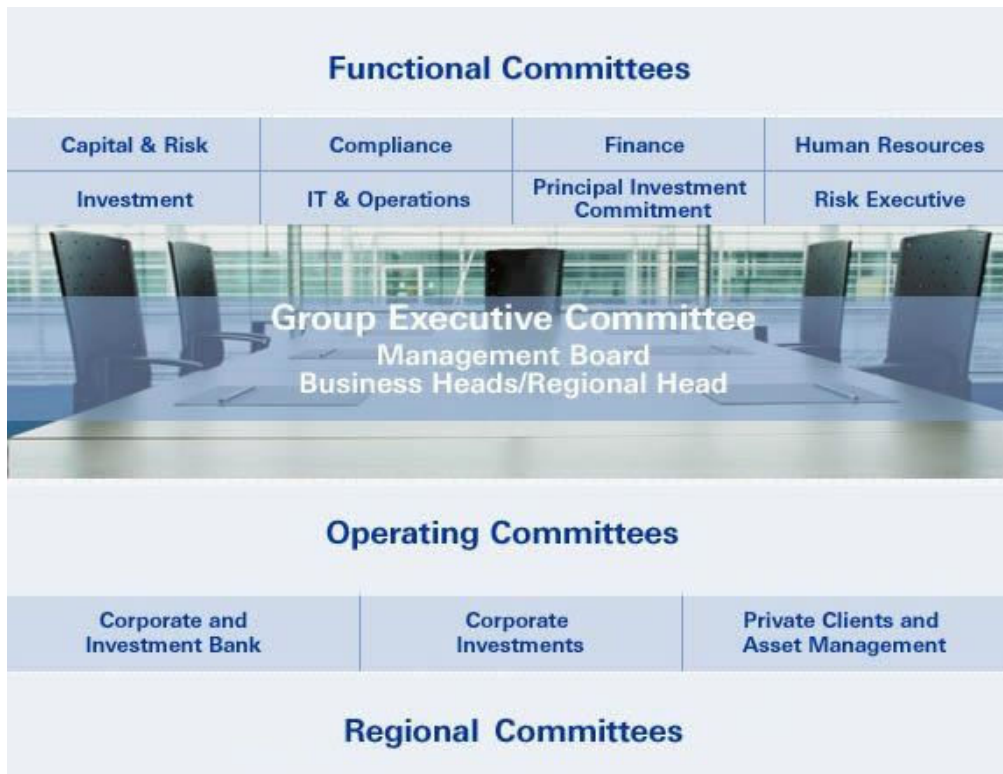 Functional Committees
Capital & Risk
Compliance
Finance
Human Resources
Investment
IT & Operations
Principal Investment
Commitment
Risk Executive
Group Executive Committee
Management Board
Business Heads/Regional Head
Operating Committees
Corporate and
Investment Bank
Corporate
Investments
Private Clients and
Asset Management
Regional Committees